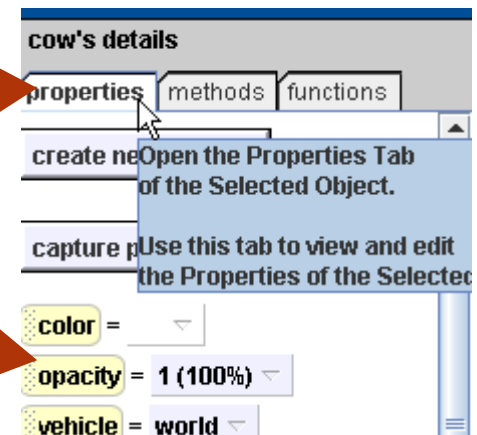 cow's details
properties methods functions
create ne
Open the Properties Tab
of the Selected Object.
capture p
Use this tab to view and edit
the Properties of the Selected
color =
opacity = 1 (100%)
vehicle = world